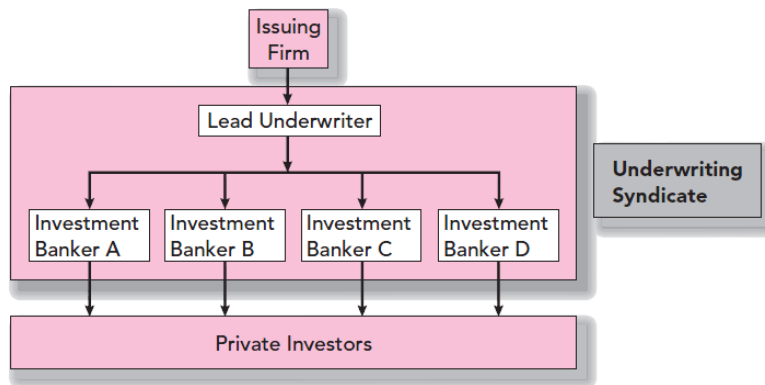 Issuing
Firm
Lead Underwriter
Underwriting
Syndicate
Investment
Banker A
Investment
Banker B
Investment
Banker C
Investment
Banker D
Private Investors